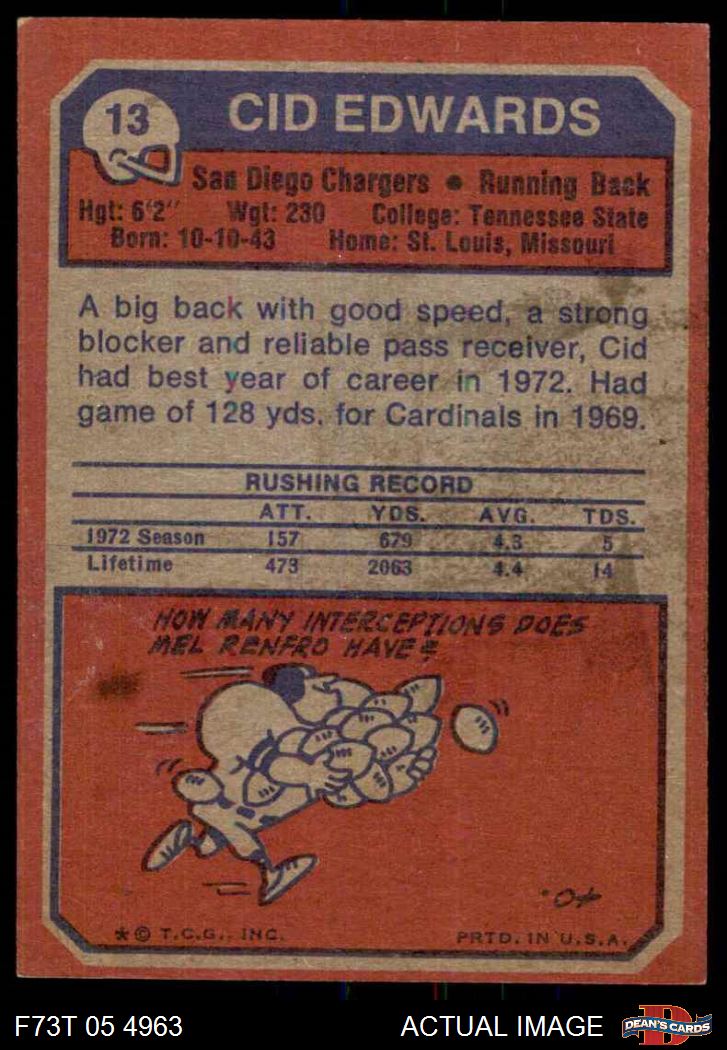 13
CID EDWARDS
San Diego Chargers • Running Back
Hgt: 6'2" Wgt: 230 College: Tennessee State
Born: 10-10-43 Home: St. Louis, Missouri
A big back with good speed, a strong
blocker and reliable pass receiver, Cid
had best year of career in 1972. Had
game of 128 yds. for Cardinals in 1969.
RUSHING RECORD
ATT. YDS. AVG. TDS.
1972 Season 157 679 4.3 5
Lifetime 473 2063 4.4 14
HOW MANY INTERCEPTIONS DOES
MEL RENFRO HAVE?
* © T.C.G., INC. PRTD. IN U.S.A.
F73T 05 4963 ACTUAL IMAGE D DEAN'S CARDS